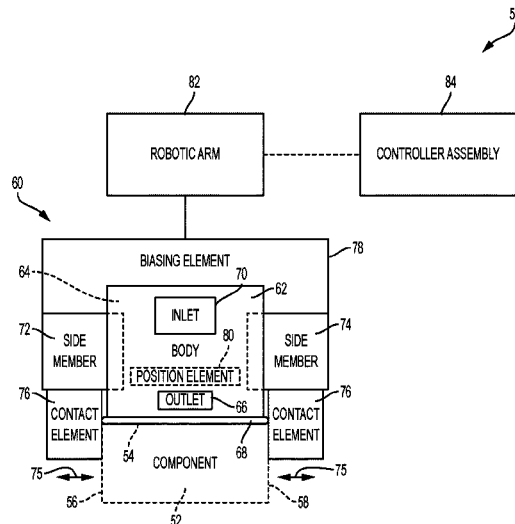 5
82
84
ROBOTIC ARM
CONTROLLER ASSEMBLY
60
BIASING ELEMENT
78
64
70
62
INLET
72
74
SIDE
MEMBER
BODY
80
SIDE
MEMBER
POSITION ELEMENT
76
OUTLET
66
76
CONTACT
ELEMENT
CONTACT
ELEMENT
54
68
COMPONENT
75
75
56
58
52